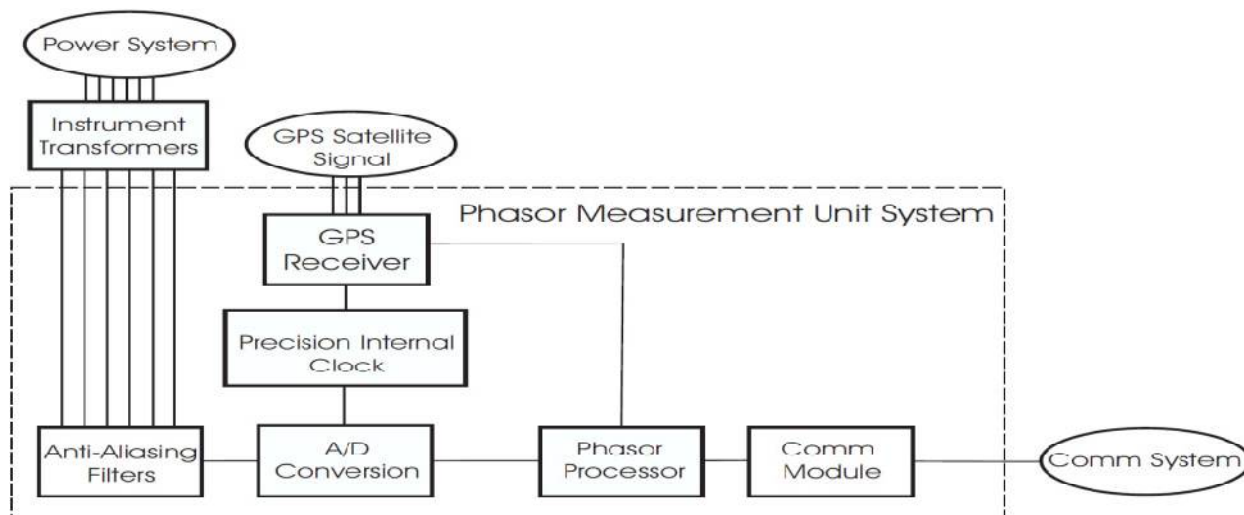 Power System
Instrument
Transformers
GPS Satellite
Signal
Phasor Measurement Unit System
GPS
Receiver
Precision Internal
Clock
Anti-Aliasing
Filters
A/D
Conversion
Phasor
Processor
Comm
Module
Comm System